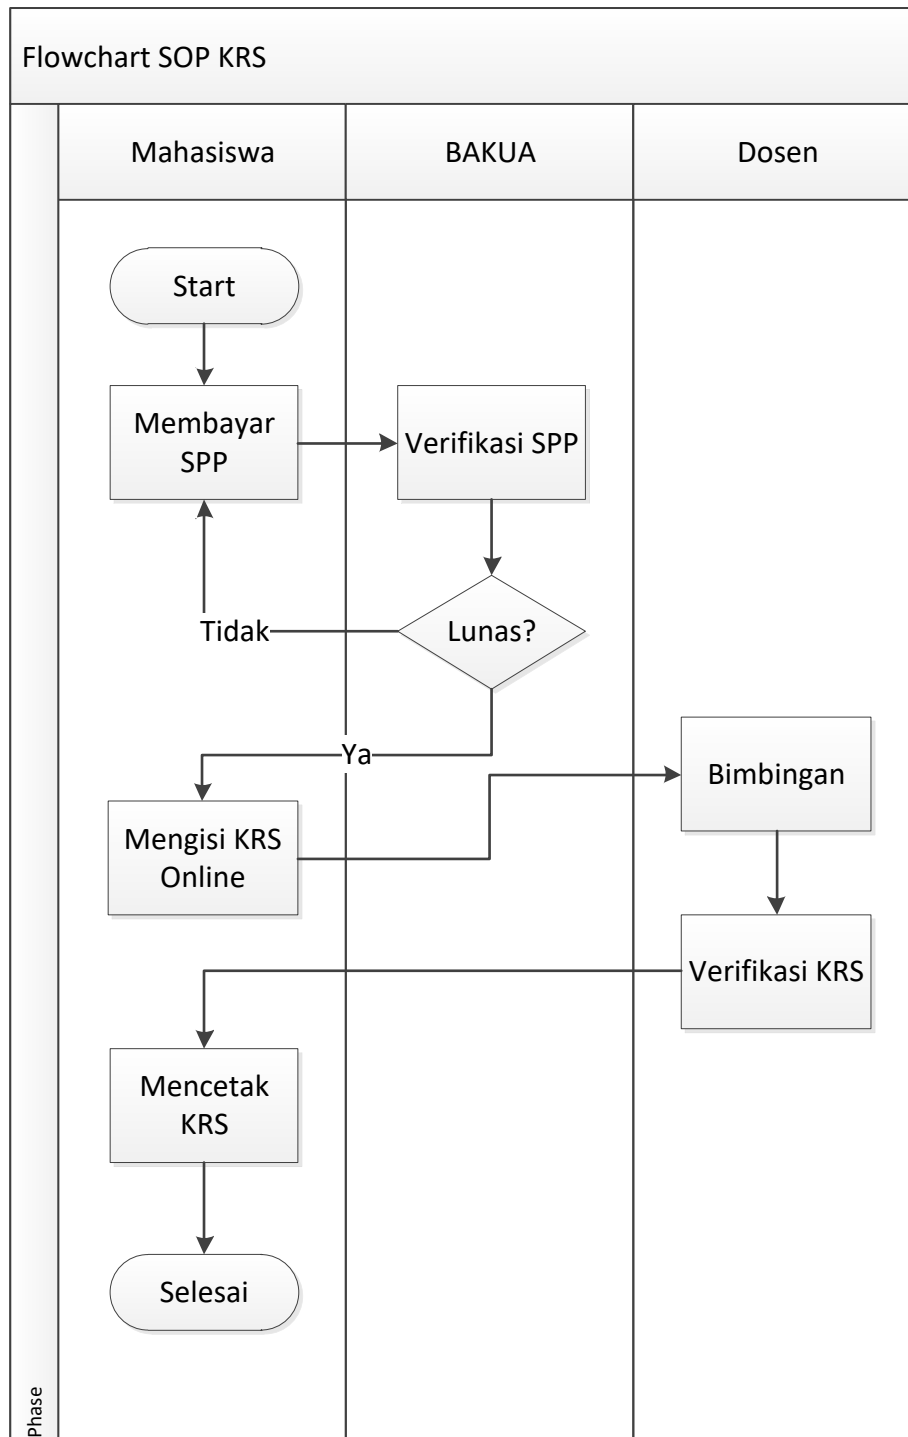 Flowchart SOP KRS
Mahasiswa
BAKUA
Dosen
Start
Membayar
SPP
Verifikasi SPP
Lunas?
Tidak
Ya
Bimbingan
Mengisi KRS
Online
Verifikasi KRS
Mencetak
KRS
Selesai
Phase